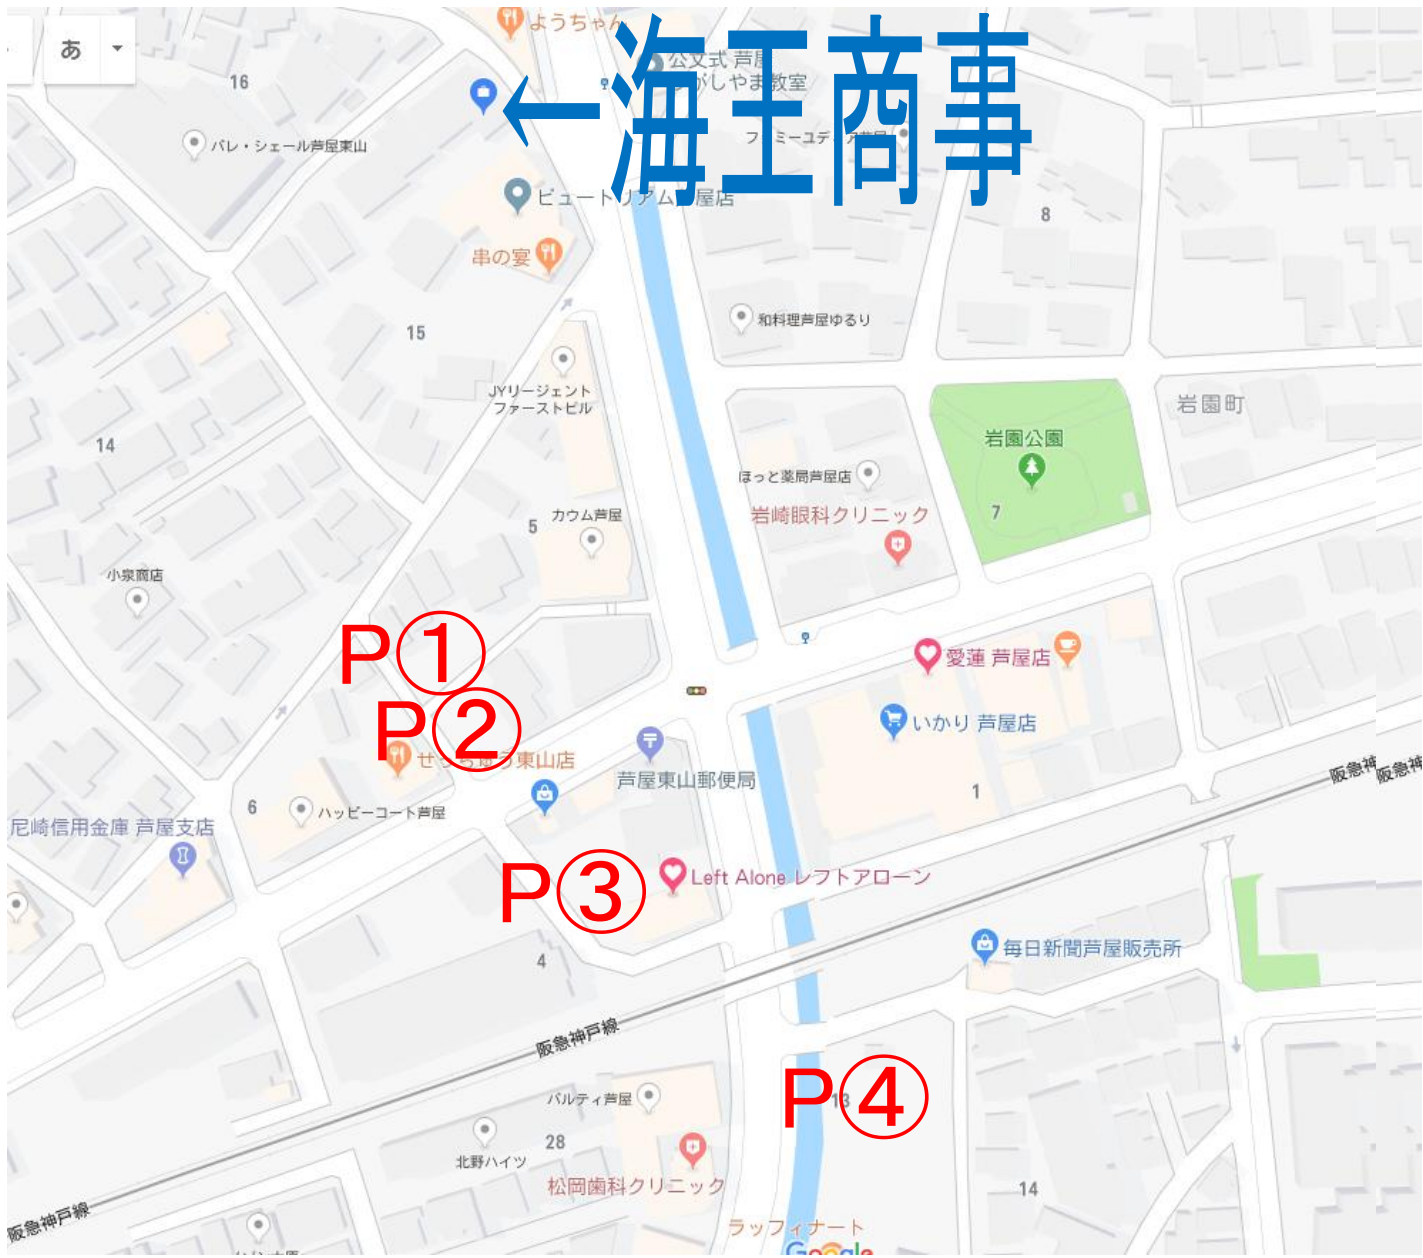 あ
ようちゃん
←海王商事
公文式 芦屋
がしやま教室
16
パレ・シェール芦屋東山
ビュートリアム
屋店
8
串の宴
和料理芦屋ゆるり
15
JYリージェント
ファーストビル
岩園町
岩園公園
14
ほっと薬局芦屋店
カウム芦屋
5
岩崎眼科クリニック
7
小泉商店
P①
愛蓮 芦屋店
P②
いかり 芦屋店
東山店
芦屋東山郵便局
阪急神
阪急神
1
6
ハッピーコート芦屋
尼崎信用金庫 芦屋支店
P③
Left Alone レフトアローン
毎日新聞芦屋販売所
4
阪急神戸線
P④
13
パルティ芦屋
28
北野ハイツ
松岡歯科クリニック
14
阪急神戸線
ラッフィナート
Google